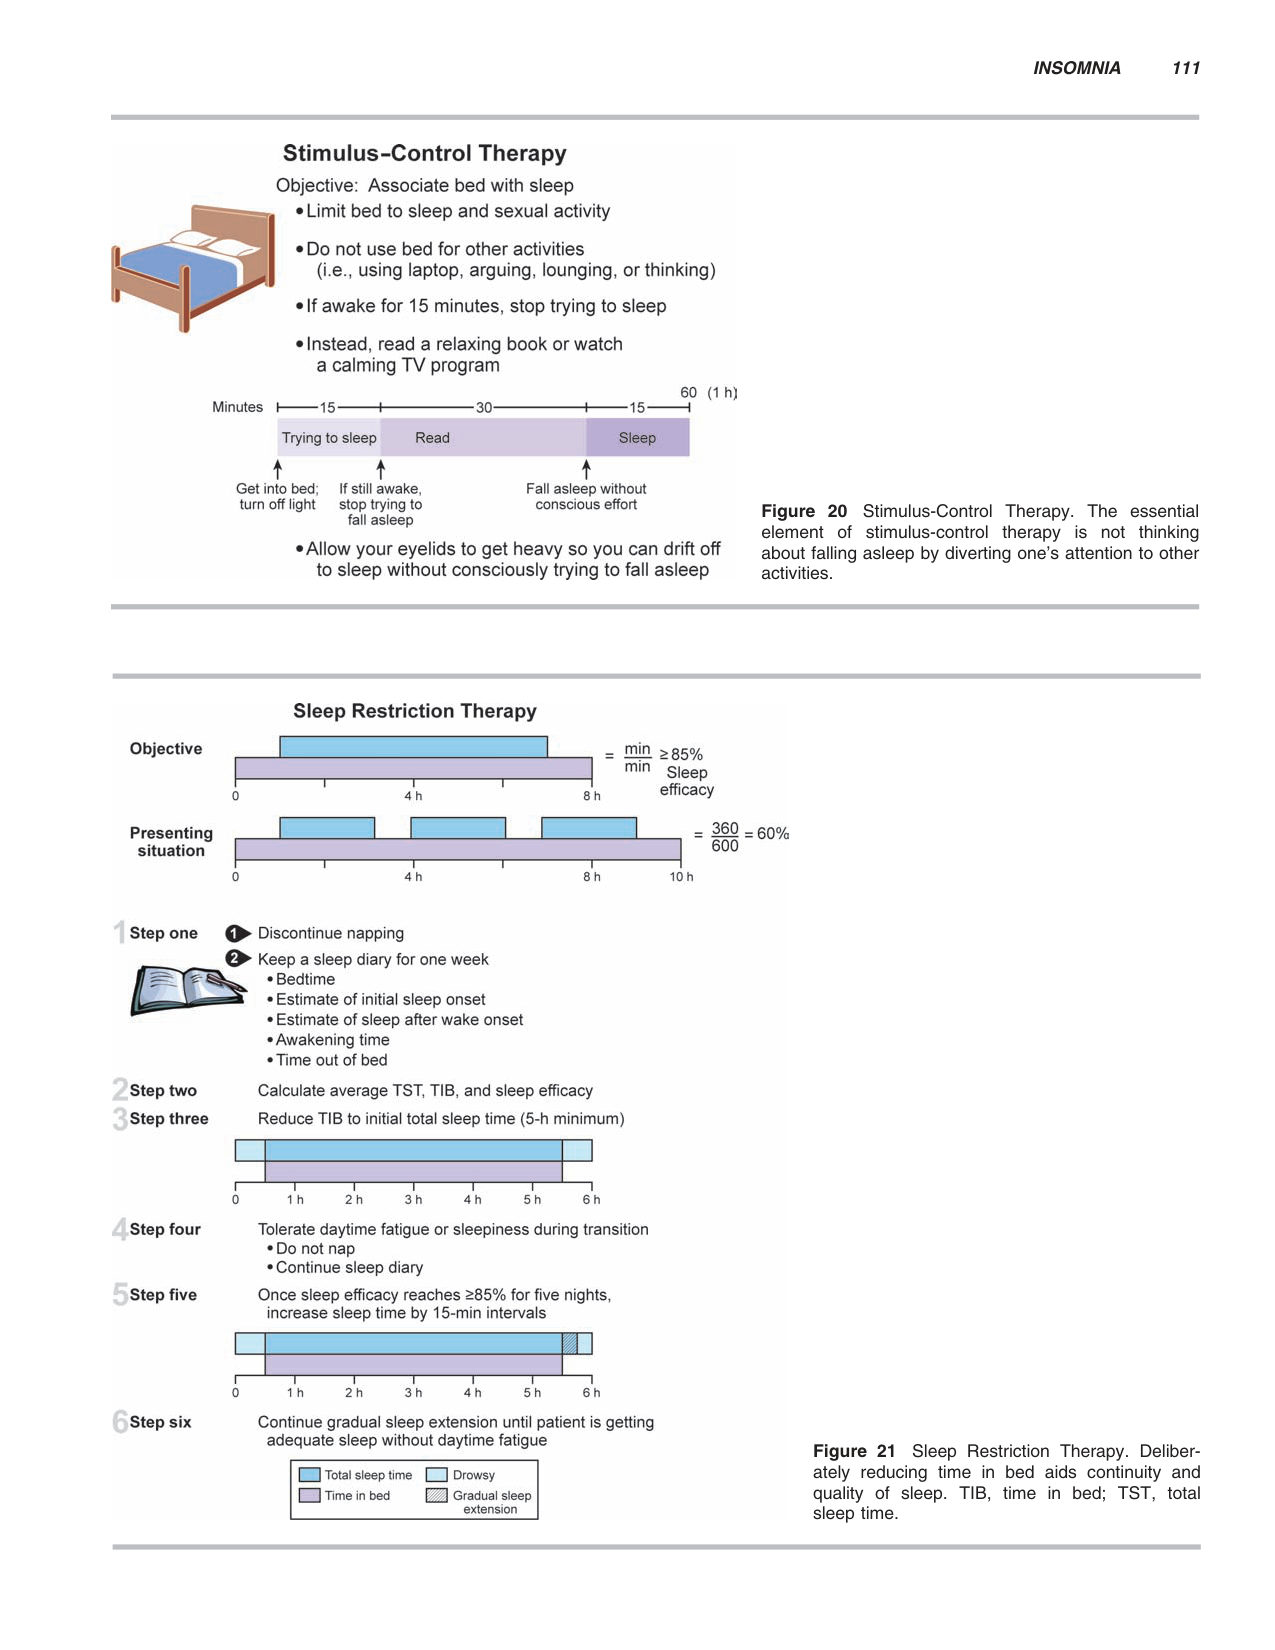 INSOMNIA 111
Stimulus-Control Therapy
Objective: Associate bed with sleep
• Limit bed to sleep and sexual activity
• Do not use bed for other activities
(i.e., using laptop, arguing, lounging, or thinking)
• If awake for 15 minutes, stop trying to sleep
• Instead, read a relaxing book or watch
a calming TV program
60 (1 h)
Minutes 15 30 15
Trying to sleep Read Sleep
Get into bed;
turn off light
If still awake,
stop trying to
fall asleep
Fall asleep without
conscious effort
• Allow your eyelids to get heavy so you can drift off
to sleep without consciously trying to fall asleep
Figure 20 Stimulus-Control Therapy. The essential
element of stimulus-control therapy is not thinking
about falling asleep by diverting one's attention to other
activities.
Sleep Restriction Therapy
Objective
= min/min ≥85%
Sleep
efficacy
0 4 h 8 h
Presenting
situation
= 360/600 = 60%
0 4 h 8 h 10 h
1 Step one 1 Discontinue napping
2 Keep a sleep diary for one week
• Bedtime
• Estimate of initial sleep onset
• Estimate of sleep after wake onset
• Awakening time
• Time out of bed
2 Step two Calculate average TST, TIB, and sleep efficacy
3 Step three Reduce TIB to initial total sleep time (5-h minimum)
0 1 h 2 h 3 h 4 h 5 h 6 h
4 Step four Tolerate daytime fatigue or sleepiness during transition
• Do not nap
• Continue sleep diary
5 Step five Once sleep efficacy reaches ≥85% for five nights,
increase sleep time by 15-min intervals
0 1 h 2 h 3 h 4 h 5 h 6 h
6 Step six Continue gradual sleep extension until patient is getting
adequate sleep without daytime fatigue
Total sleep time Drowsy
Time in bed Gradual sleep
extension
Figure 21 Sleep Restriction Therapy. Deliber-
ately reducing time in bed aids continuity and
quality of sleep. TIB, time in bed; TST, total
sleep time.